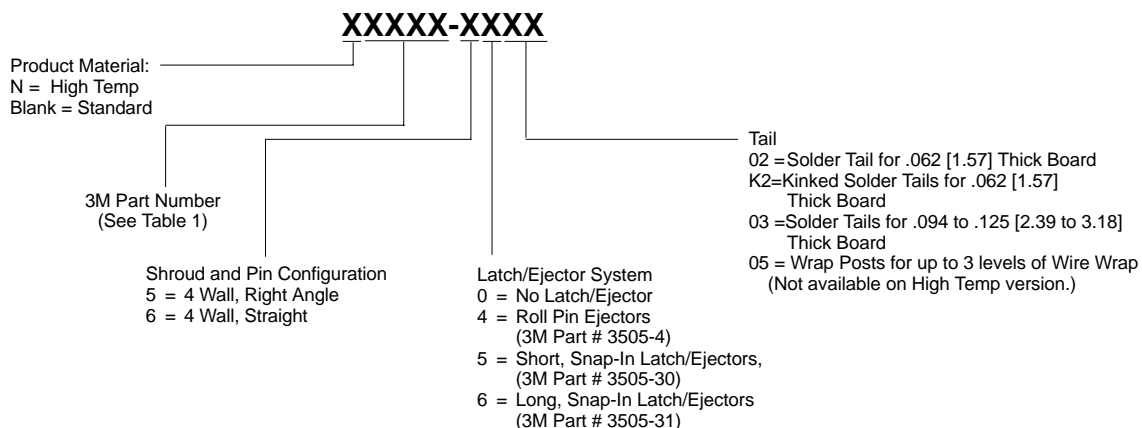 XXXXX-XXXX
Product Material:
N = High Temp
Blank = Standard
3M Part Number
(See Table 1)
Shroud and Pin Configuration
5 = 4 Wall, Right Angle
6 = 4 Wall, Straight
Latch/Ejector System
0 = No Latch/Ejector
4 = Roll Pin Ejectors
(3M Part # 3505-4)
5 = Short, Snap-In Latch/Ejectors,
(3M Part # 3505-30)
6 = Long, Snap-In Latch/Ejectors
(3M Part # 3505-31)
Tail
02 =Solder Tail for .062 [1.57] Thick Board
K2=Kinked Solder Tails for .062 [1.57]
Thick Board
03 =Solder Tails for .094 to .125 [2.39 to 3.18]
Thick Board
05 = Wrap Posts for up to 3 levels of Wire Wrap
(Not available on High Temp version.)